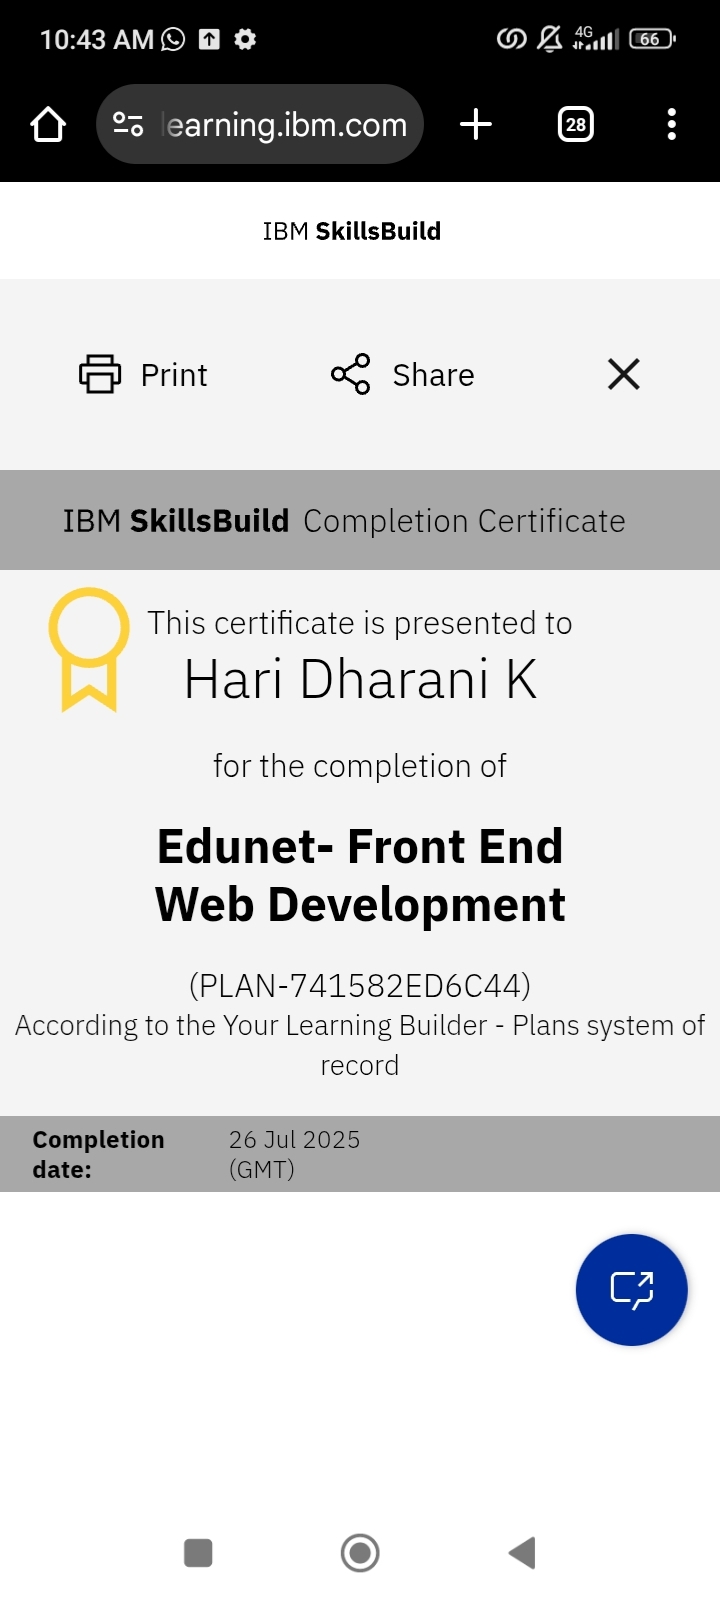 10:43 AM
4G
66
learning.ibm.com
28
IBM SkillsBuild
Print
Share
IBM SkillsBuild Completion Certificate
This certificate is presented to
Hari Dharani K
for the completion of
Edunet- Front End
Web Development
(PLAN-741582ED6C44)
According to the Your Learning Builder - Plans system of
record
Completion
date:
26 Jul 2025
(GMT)